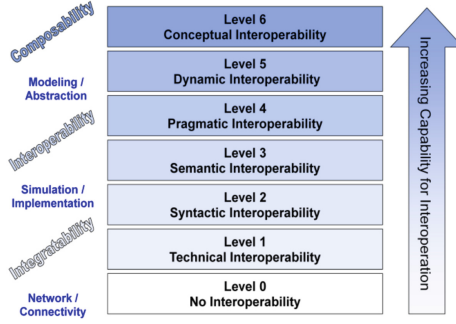 Composability
Modeling /
Abstraction
Interoperability
Simulation /
Implementation
Integratability
Network /
Connectivity
Level 6
Conceptual Interoperability
Level 5
Dynamic Interoperability
Level 4
Pragmatic Interoperability
Level 3
Semantic Interoperability
Level 2
Syntactic Interoperability
Level 1
Technical Interoperability
Level 0
No Interoperability
Increasing Capability for Interoperation